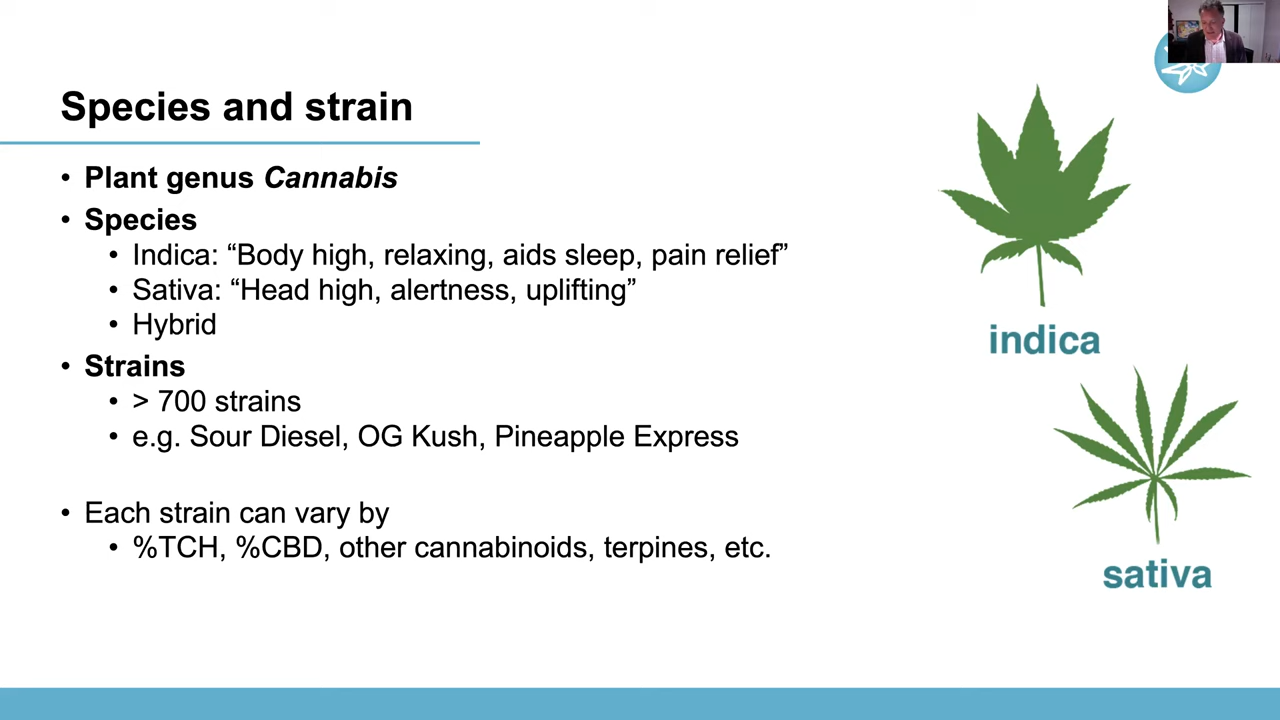 Species and strain
Plant genus Cannabis
Species
Indica: “Body high, relaxing, aids sleep, pain relief”
Sativa: “Head high, alertness, uplifting”
Hybrid
Strains
> 700 strains
e.g. Sour Diesel, OG Kush, Pineapple Express
Each strain can vary by
%TCH, %CBD, other cannabinoids, terpines, etc.
indica
sativa